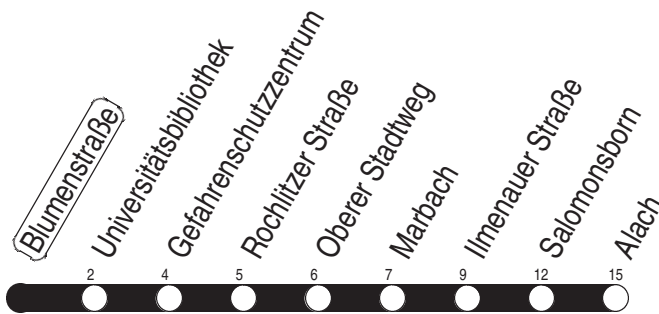 Blumenstraße
Universitätsbibliothek
Gefahrenschutzzentrum
Rochlitzer Straße
Oberer Stadtweg
Marbach
Ilmenauer Straße
Salomonsborn
Alach
2 4 5 6 7 9 12 15